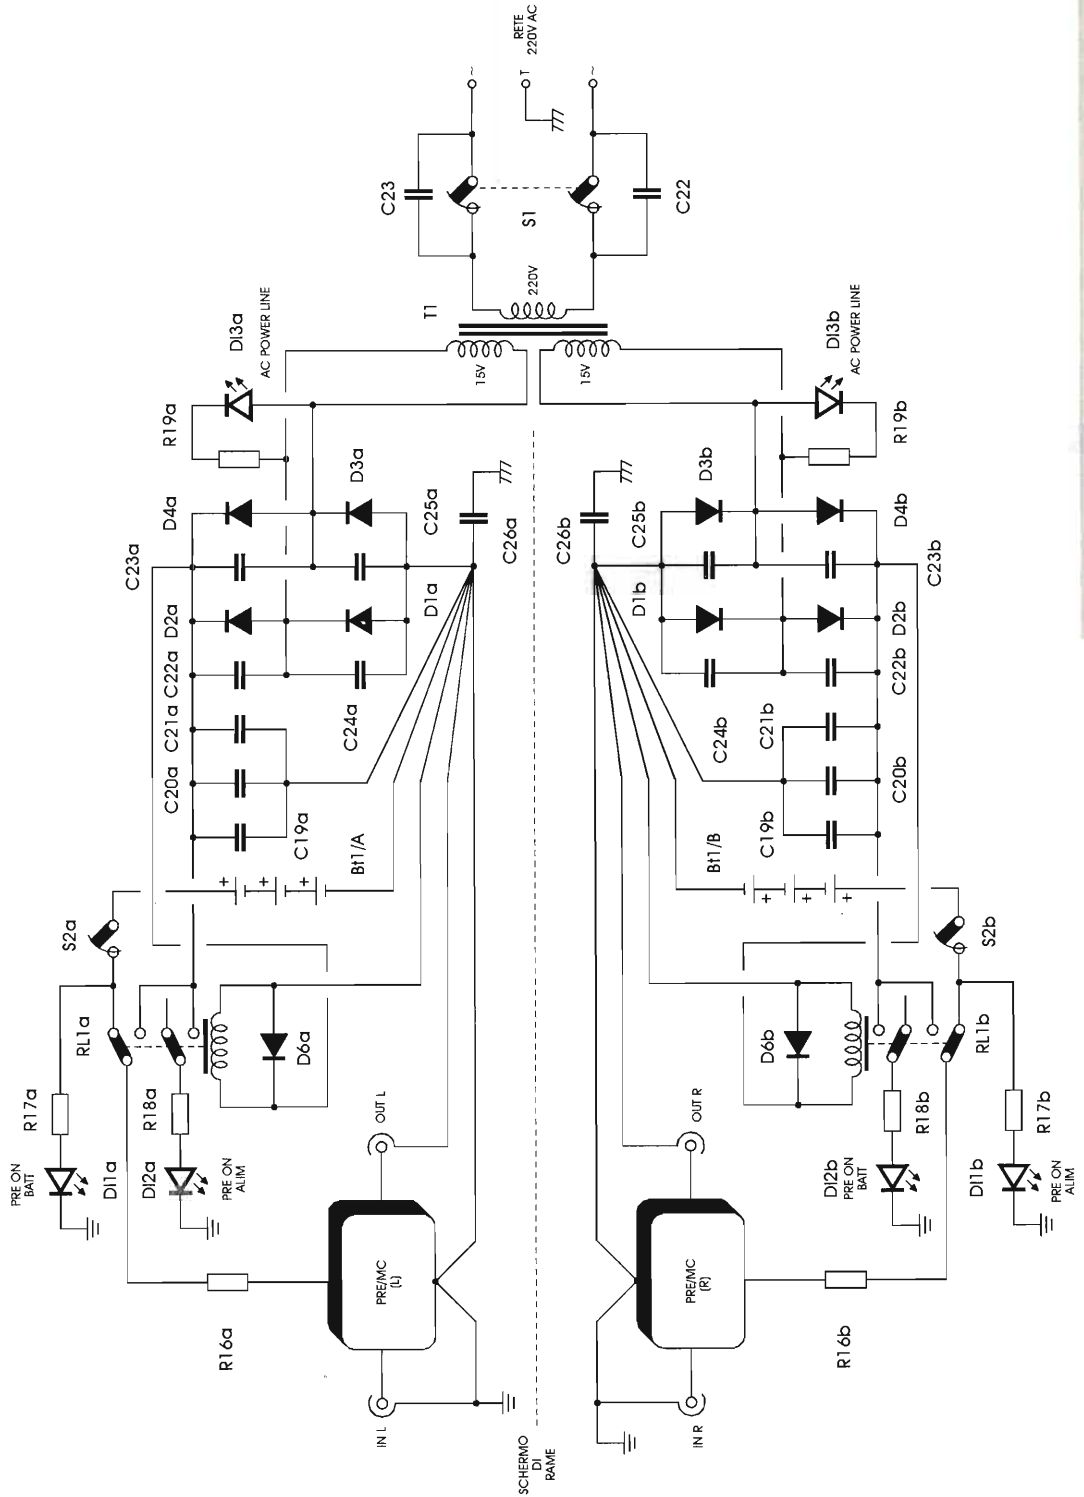 RETE
220V AC
~
T
~
C23
S1
C22
220V
T1
15V
15V
DI3a
AC POWER LINE
R19a
DI3b
AC POWER LINE
R19b
D4a
D3a
C23a
C25a
C26a
D2a
D1a
C22a
C21a
C24a
C20a
C19a
Bt1/A
+
+
+
S2a
RL1a
D6a
R17a
R18a
PRE ON
BATT
DI1a
DI2a
PRE ON
ALIM
OUT L
PRE/MC
(L)
R16a
IN L
SCHERMO
DI
RAME
C26b
C25b
D3b
D4b
C23b
D1b
D2b
C22b
C24b
C21b
C20b
C19b
Bt1/B
+
+
+
S2b
RL1b
D6b
R18b
R17b
OUT R
DI2b
PRE ON
BATT
DI1b
PRE ON
ALIM
PRE/MC
(R)
R16b
IN R